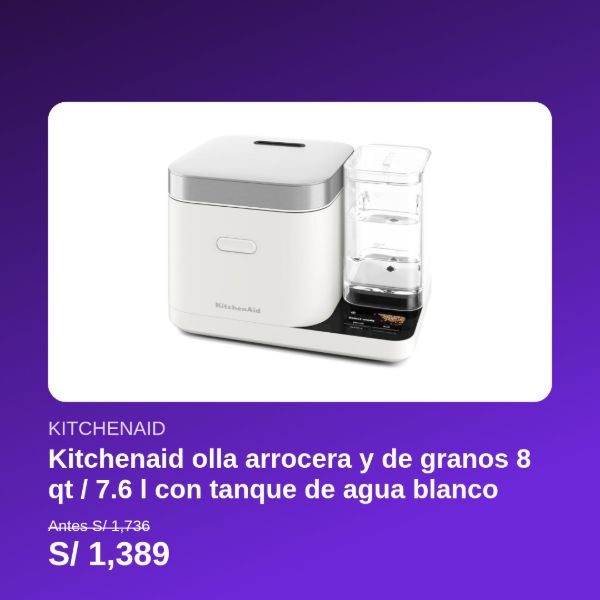 KitchenAid
KITCHENAID
Kitchenaid olla arrocera y de granos 8
qt / 7.6 l con tanque de agua blanco
Antes S/ 1,736
S/ 1,389